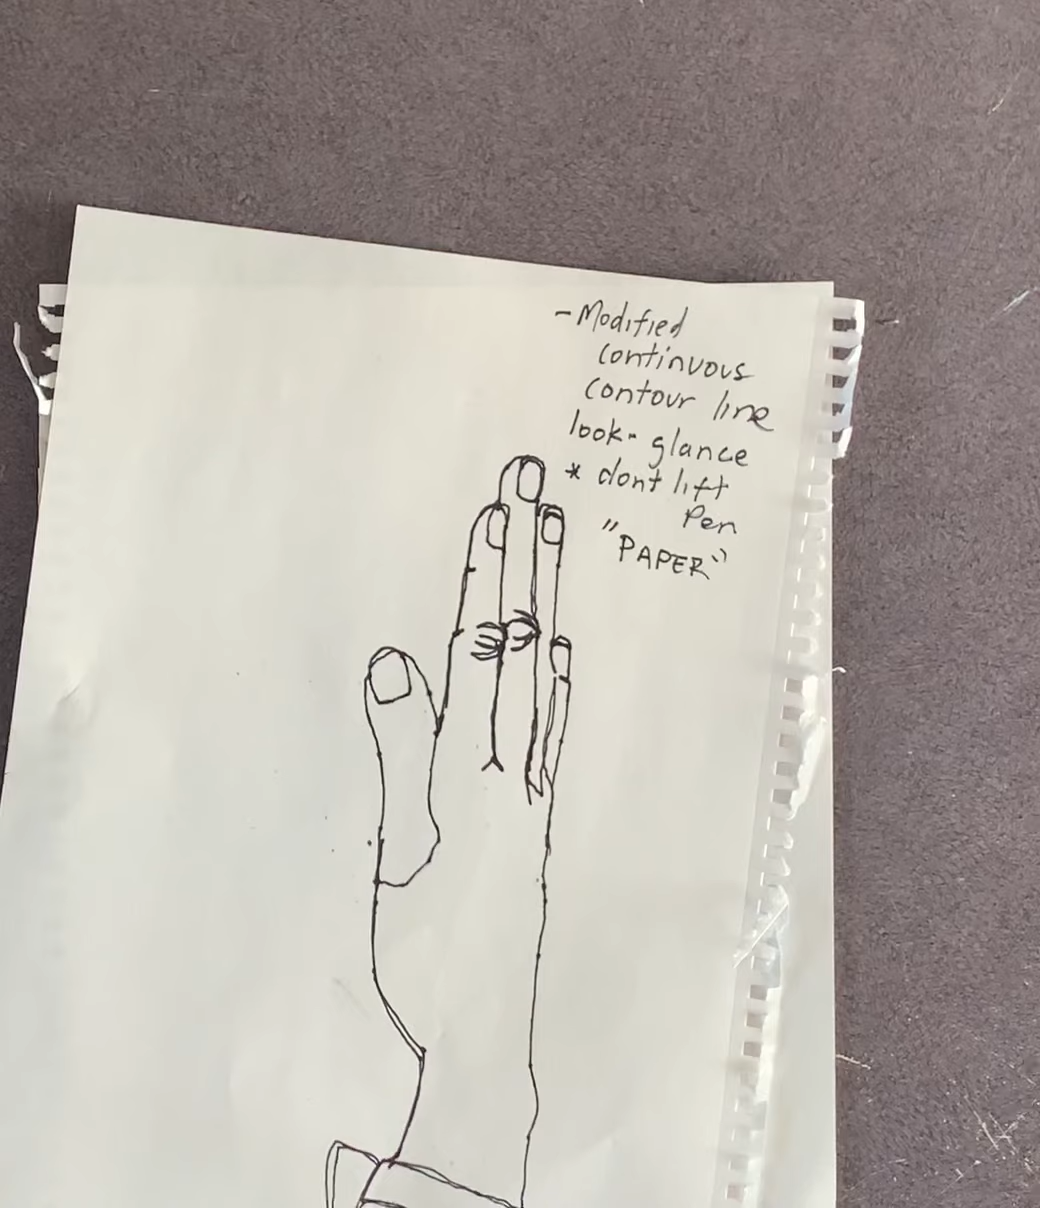 - Modified
continuous
contour line
look - glance
* dont lift
Pen
"PAPER"